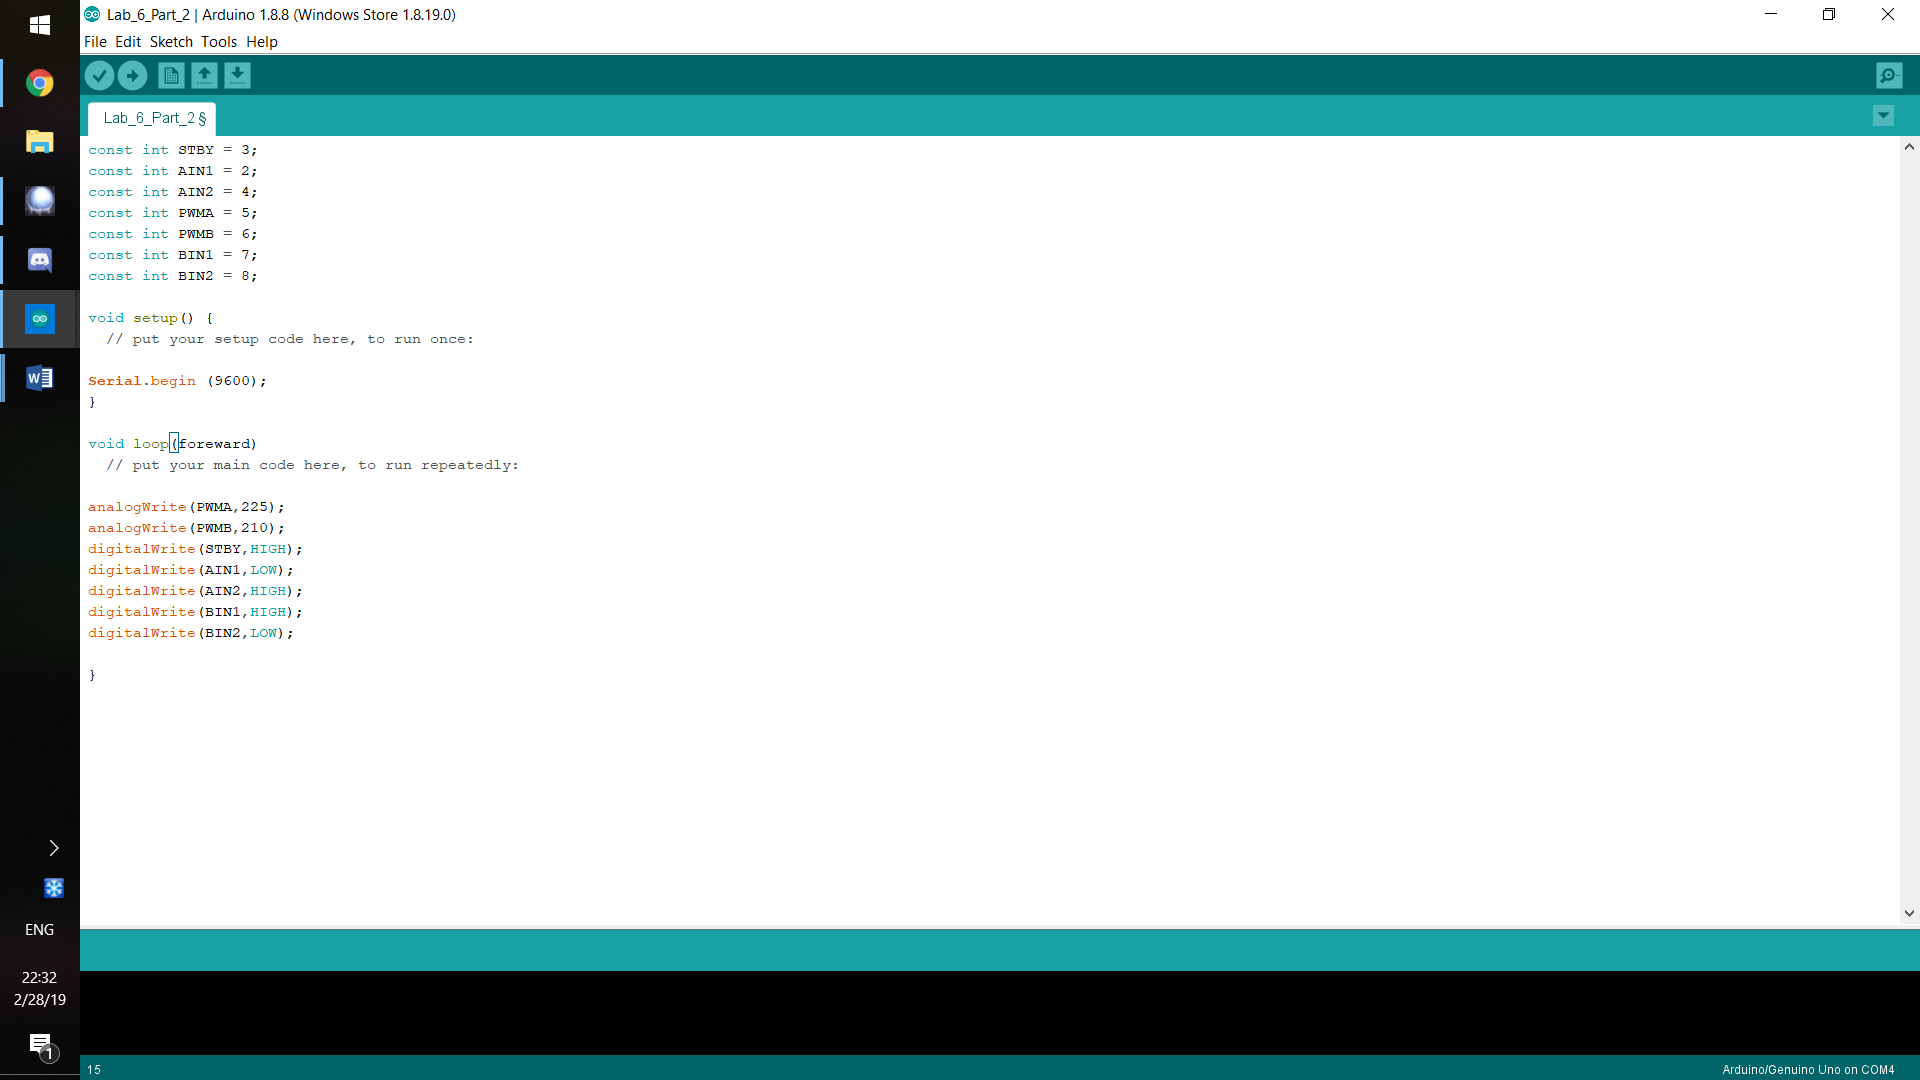 Lab_6_Part_2 | Arduino 1.8.8 (Windows Store 1.8.19.0)
File Edit Sketch Tools Help
Lab_6_Part_2 §
const int STBY = 3;
const int AIN1 = 2;
const int AIN2 = 4;
const int PWMA = 5;
const int PWMB = 6;
const int BIN1 = 7;
const int BIN2 = 8;
void setup() {
// put your setup code here, to run once:
Serial.begin (9600);
}
void loop(foreward)
// put your main code here, to run repeatedly:
analogWrite(PWMA,225);
analogWrite(PWMB,210);
digitalWrite(STBY,HIGH);
digitalWrite(AIN1,LOW);
digitalWrite(AIN2,HIGH);
digitalWrite(BIN1,HIGH);
digitalWrite(BIN2,LOW);
}
ENG
22:32
2/28/19
1
15
Arduino/Genuino Uno on COM4